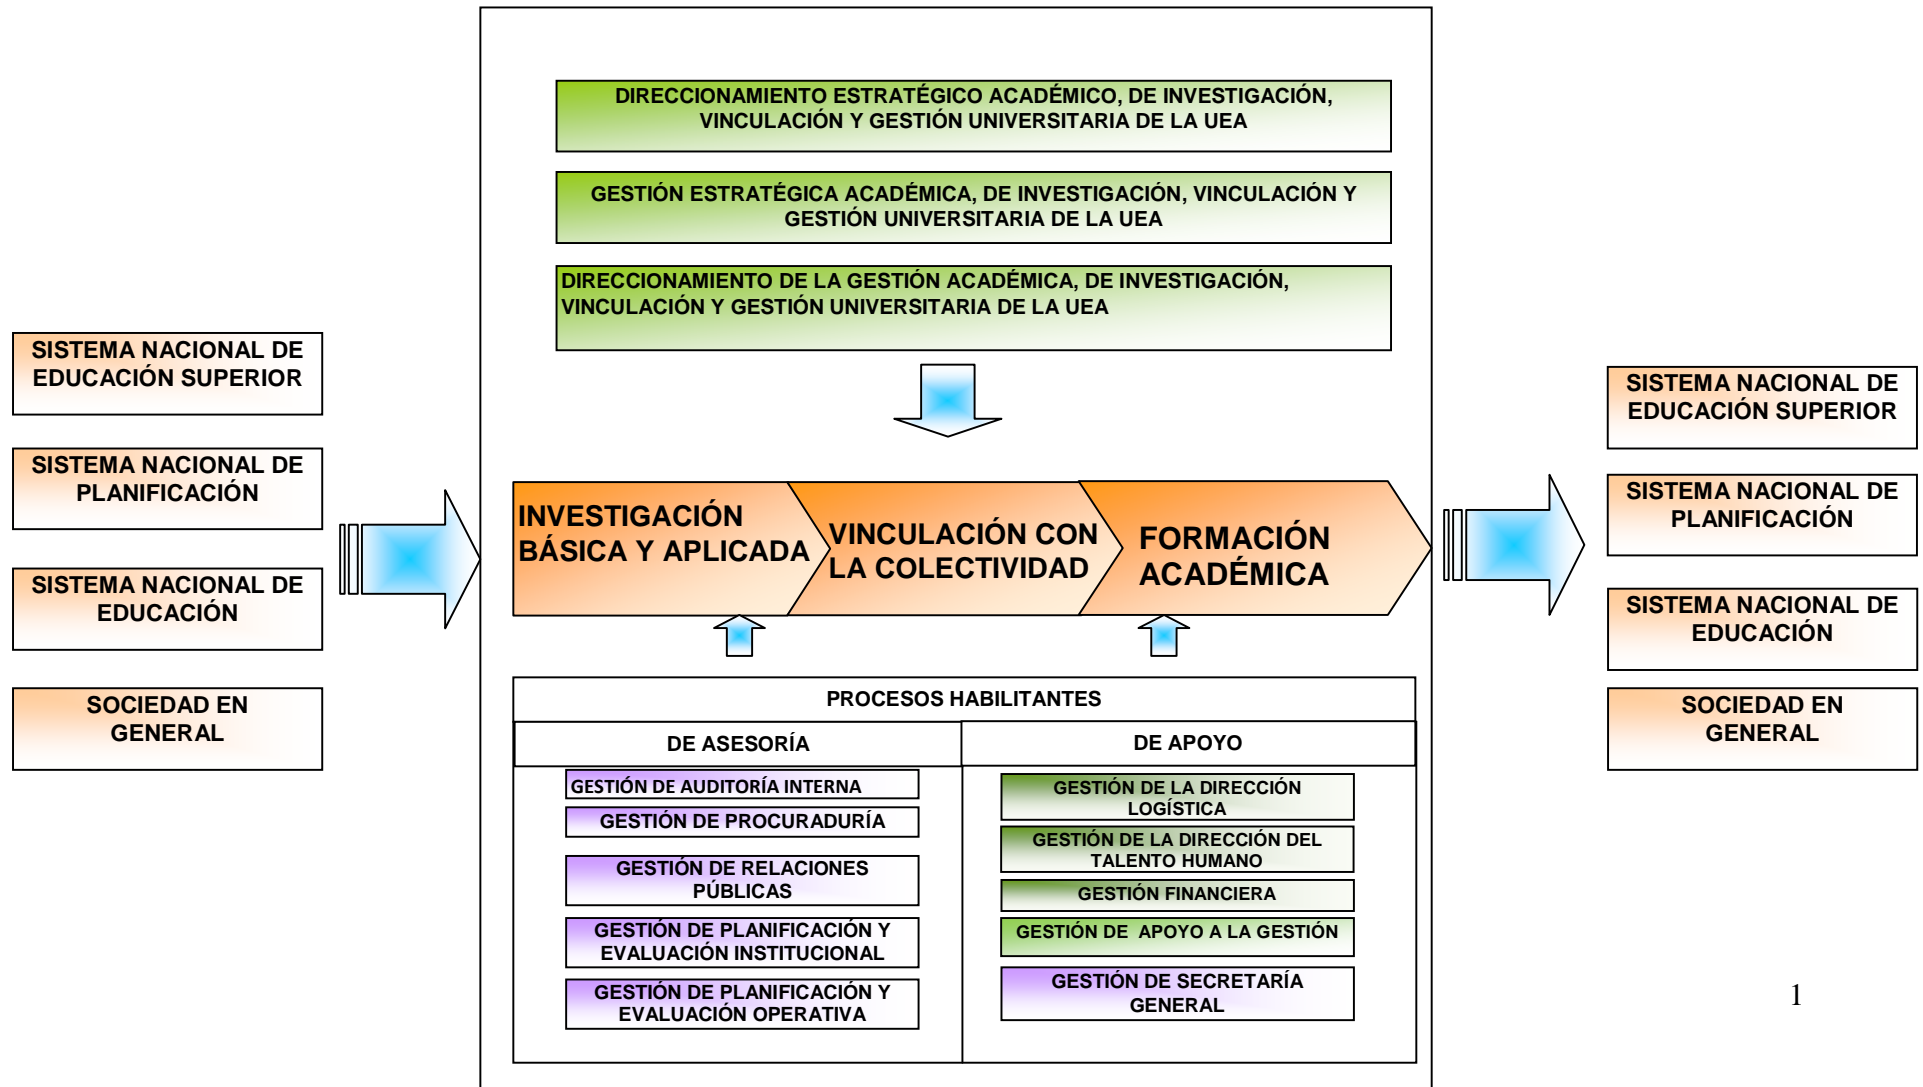 DIRECCIONAMIENTO ESTRATÉGICO ACADÉMICO, DE INVESTIGACIÓN,
VINCULACIÓN Y GESTIÓN UNIVERSITARIA DE LA UEA
GESTIÓN ESTRATÉGICA ACADÉMICA, DE INVESTIGACIÓN, VINCULACIÓN Y
GESTIÓN UNIVERSITARIA DE LA UEA
DIRECCIONAMIENTO DE LA GESTIÓN ACADÉMICA, DE INVESTIGACIÓN,
VINCULACIÓN Y GESTIÓN UNIVERSITARIA DE LA UEA
SISTEMA NACIONAL DE
EDUCACIÓN SUPERIOR
SISTEMA NACIONAL DE
PLANIFICACIÓN
SISTEMA NACIONAL DE
EDUCACIÓN
SOCIEDAD EN
GENERAL
INVESTIGACIÓN
BÁSICA Y APLICADA
VINCULACIÓN CON
LA COLECTIVIDAD
FORMACIÓN
ACADÉMICA
SISTEMA NACIONAL DE
EDUCACIÓN SUPERIOR
SISTEMA NACIONAL DE
PLANIFICACIÓN
SISTEMA NACIONAL DE
EDUCACIÓN
SOCIEDAD EN
GENERAL
PROCESOS HABILITANTES
DE ASESORÍA
GESTIÓN DE AUDITORÍA INTERNA
GESTIÓN DE PROCURADURÍA
GESTIÓN DE RELACIONES
PÚBLICAS
GESTIÓN DE PLANIFICACIÓN Y
EVALUACIÓN INSTITUCIONAL
GESTIÓN DE PLANIFICACIÓN Y
EVALUACIÓN OPERATIVA
DE APOYO
GESTIÓN DE LA DIRECCIÓN
LOGÍSTICA
GESTIÓN DE LA DIRECCIÓN DEL
TALENTO HUMANO
GESTIÓN FINANCIERA
GESTIÓN DE  APOYO A LA GESTIÓN
GESTIÓN DE SECRETARÍA
GENERAL
1